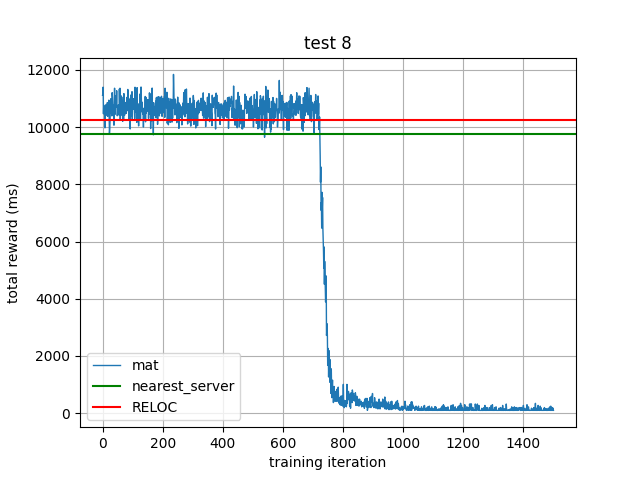 test 8
total reward (ms)
12000
10000
8000
6000
4000
2000
0
mat
nearest_server
RELOC
0 200 400 600 800 1000 1200 1400
training iteration